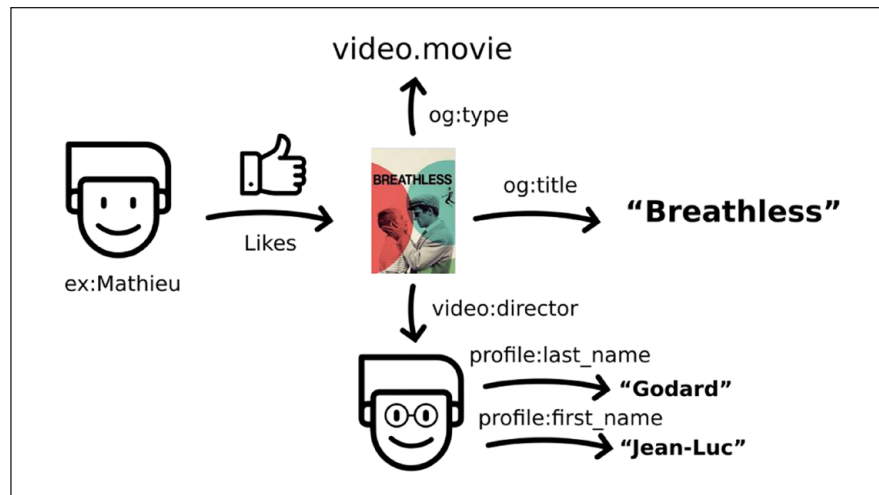 video.movie
og:type
BREATHLESS
og:title
“Breathless”
Likes
ex:Mathieu
video:director
profile:last_name
“Godard”
profile:first_name
“Jean-Luc”